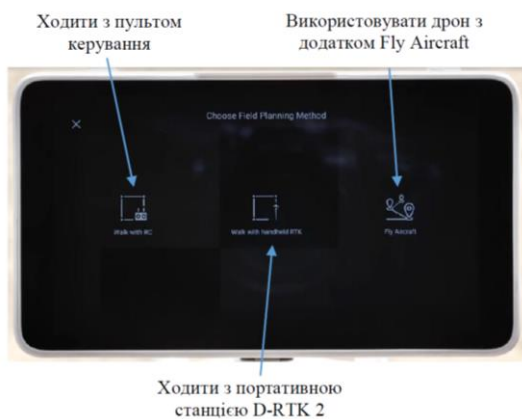 Ходити з пультом
керування
Використовувати дрон з
додатком Fly Aircraft
Choose Field Planning Method
Walk with RC
Walk with handheld RTK
Fly Aircraft
Ходити з портативною
станцією D-RTK 2